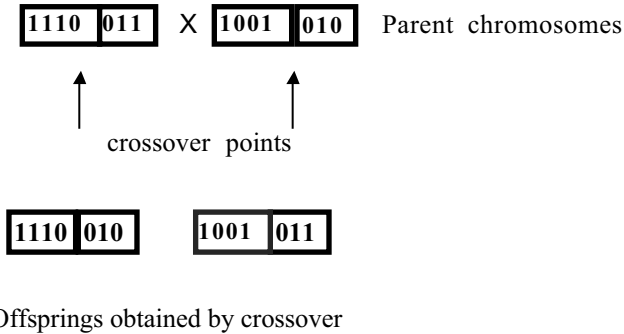 1110 011 X 1001 010 Parent chromosomes
crossover points
1110 010 1001 011
Offsprings obtained by crossover